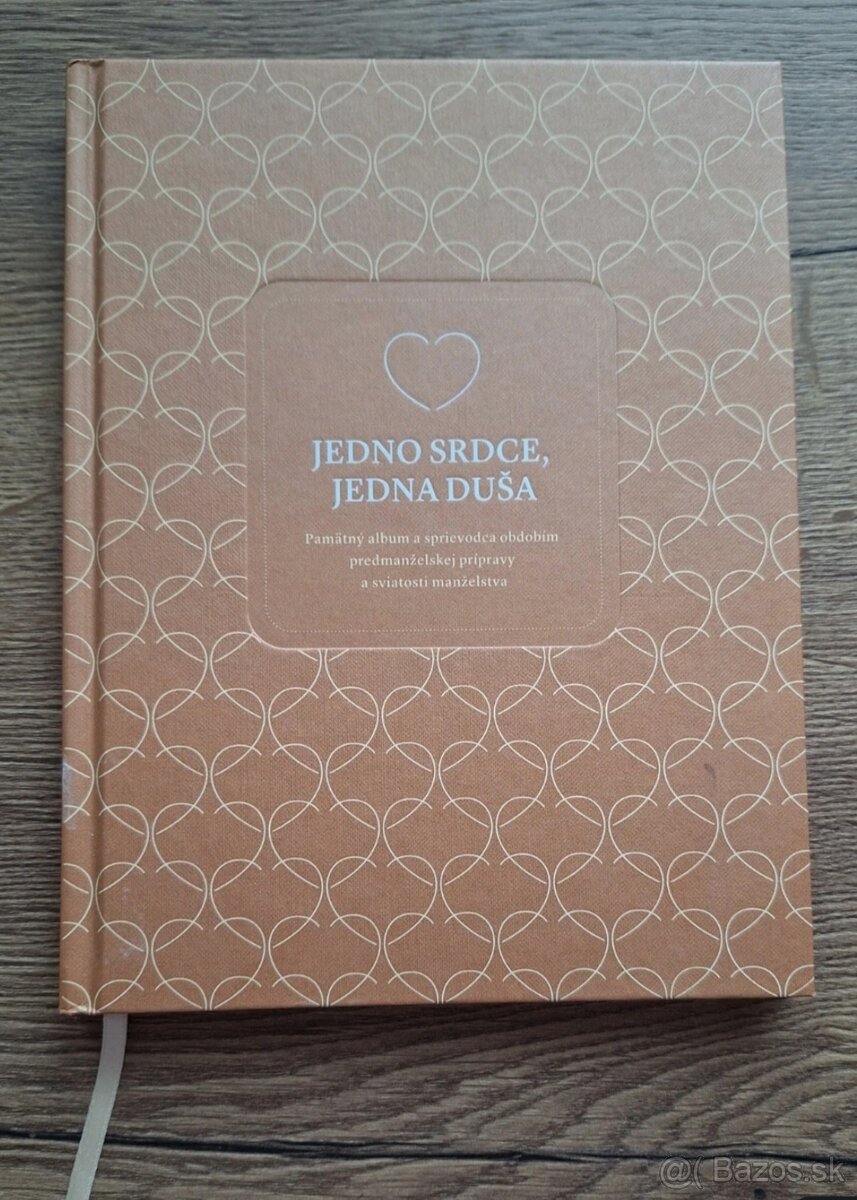 JEDNO SRDCE,
JEDNA DUŠA
Pamätný album a sprievodca obdobím
predmanželskej prípravy
a sviatosti manželstva
@( Bazos.sk